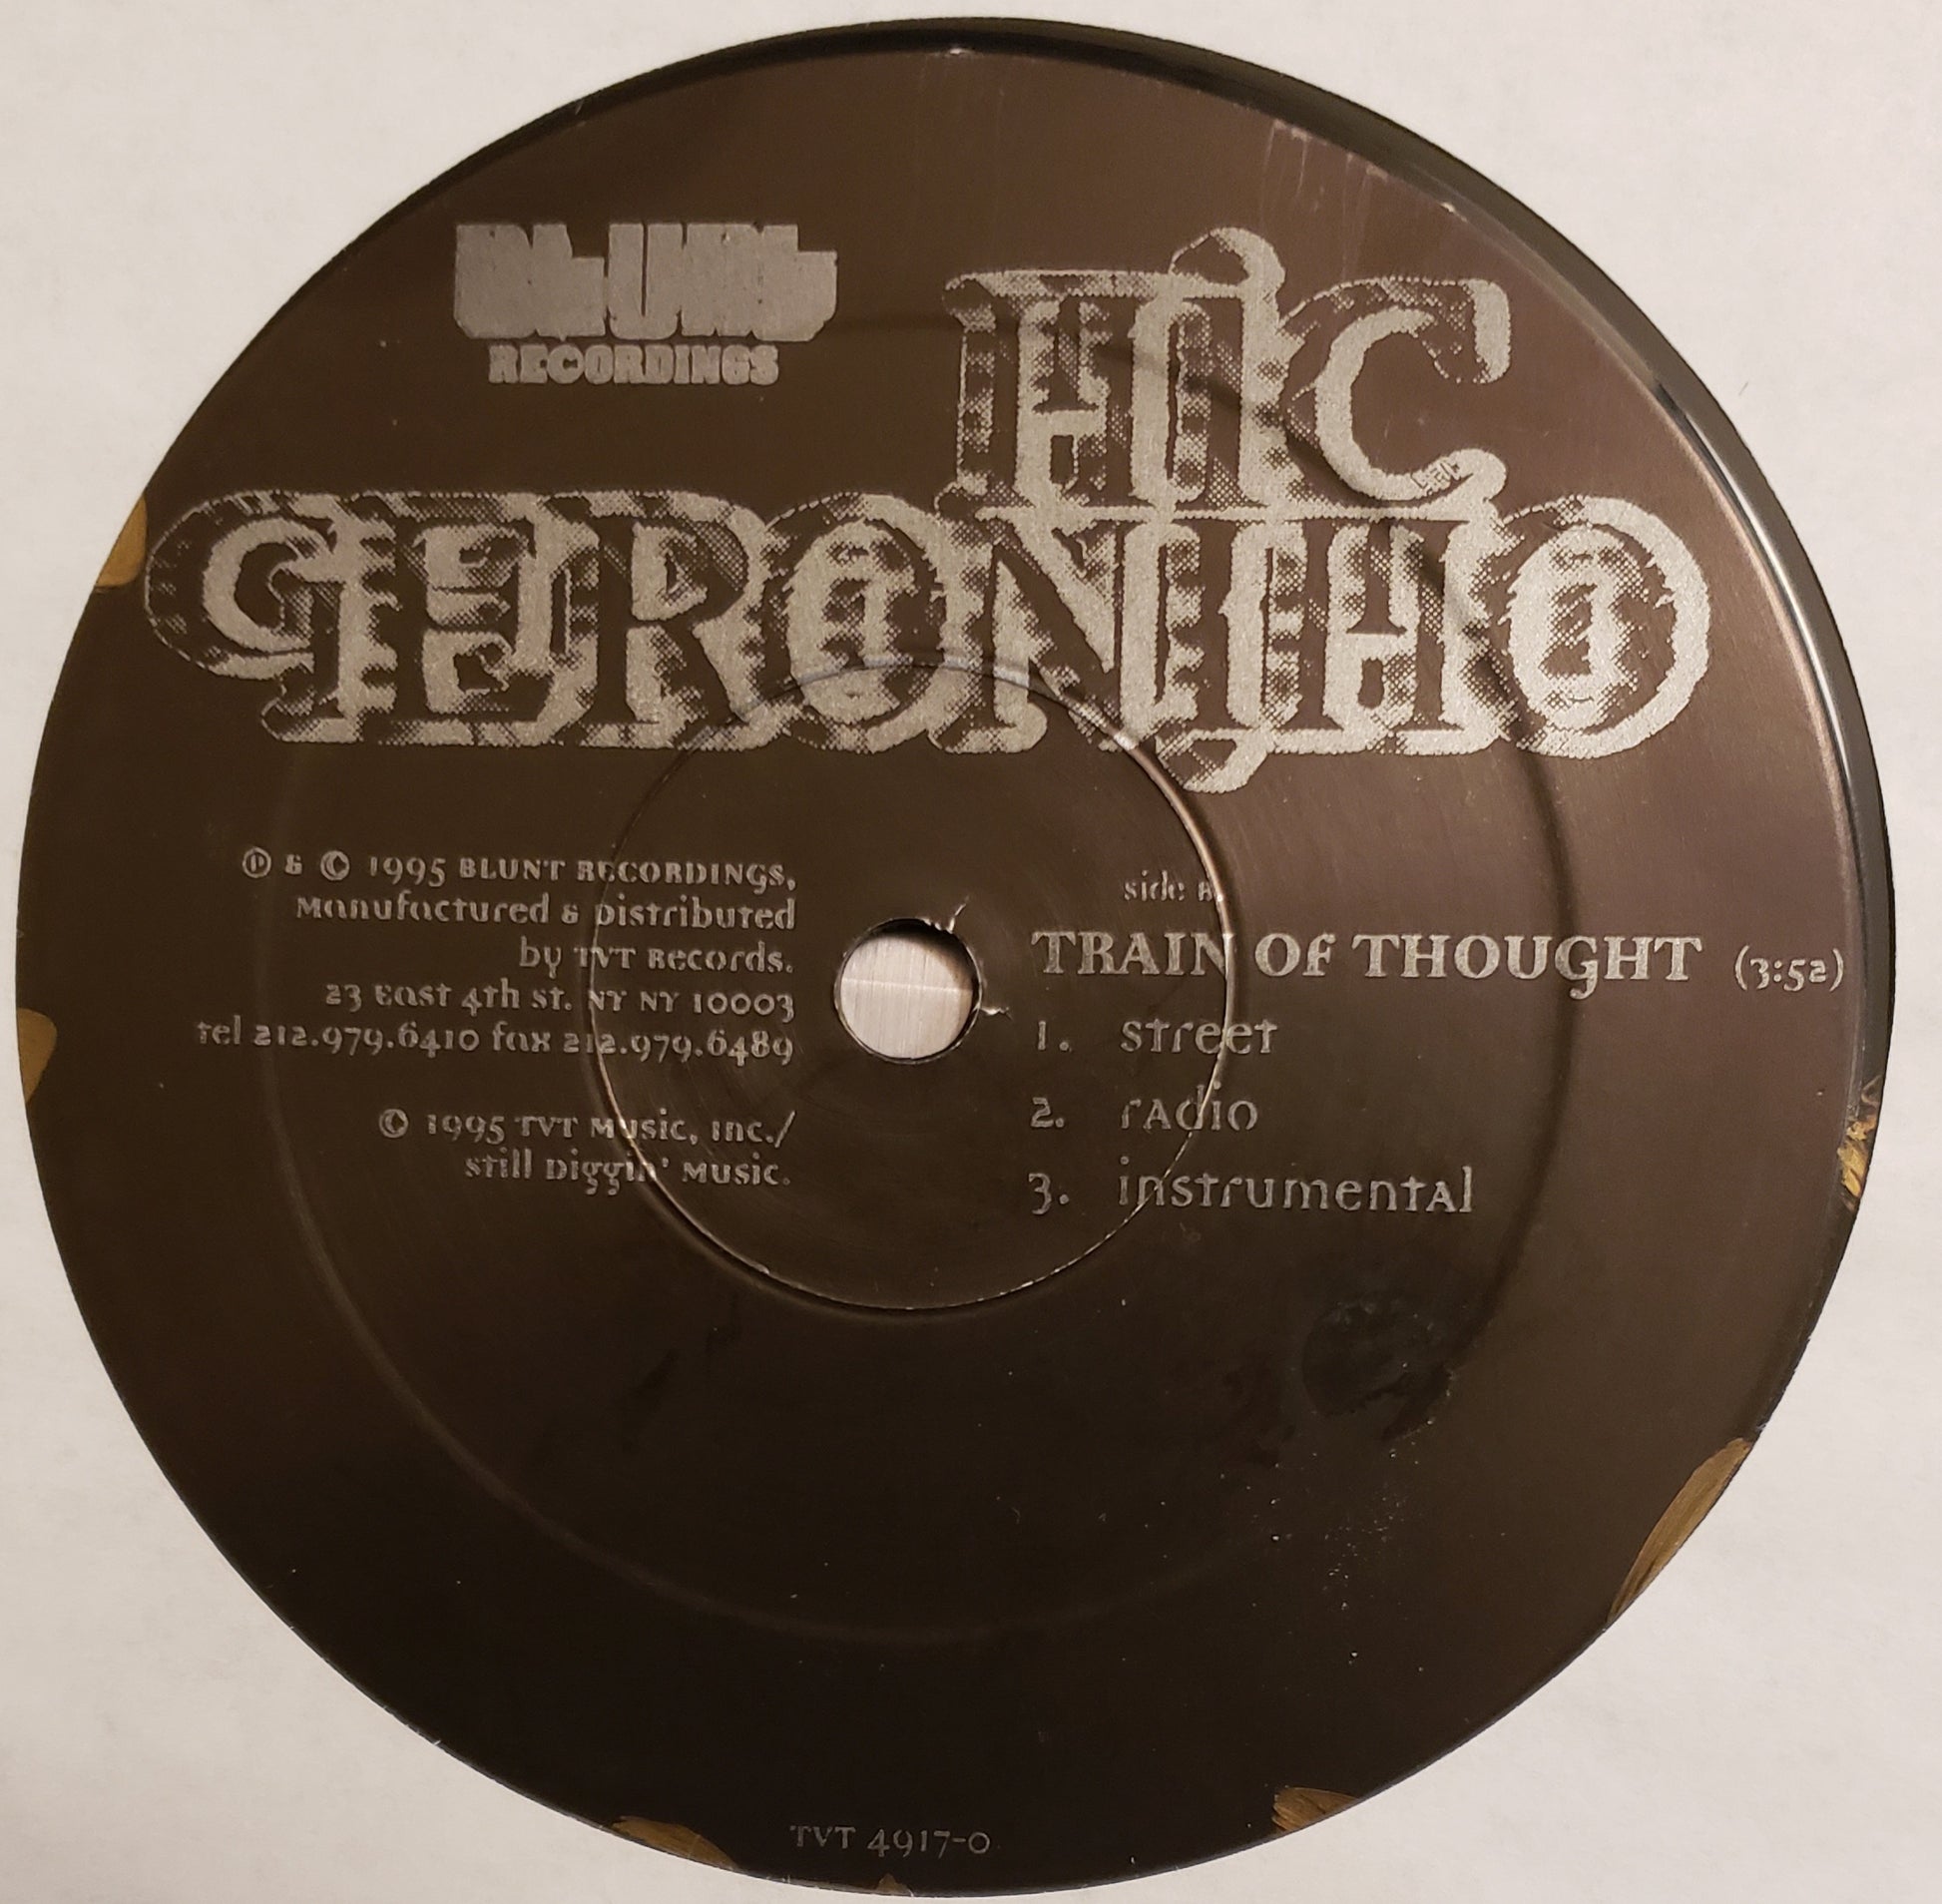 BLUNT
RECORDINGS
MIC
GERONIMO
℗ & © 1995 BLUNT RECORDINGS,
Manufactured & Distributed
by TVT Records.
23 East 4th St. NY NY 10003
tel 212.979.6410 fax 212.979.6489
© 1995 TVT Music, Inc./
Still Diggin' Music.
side
TRAIN OF THOUGHT (3:52)
1. street
2. radio
3. instrumental
TVT 4917-0